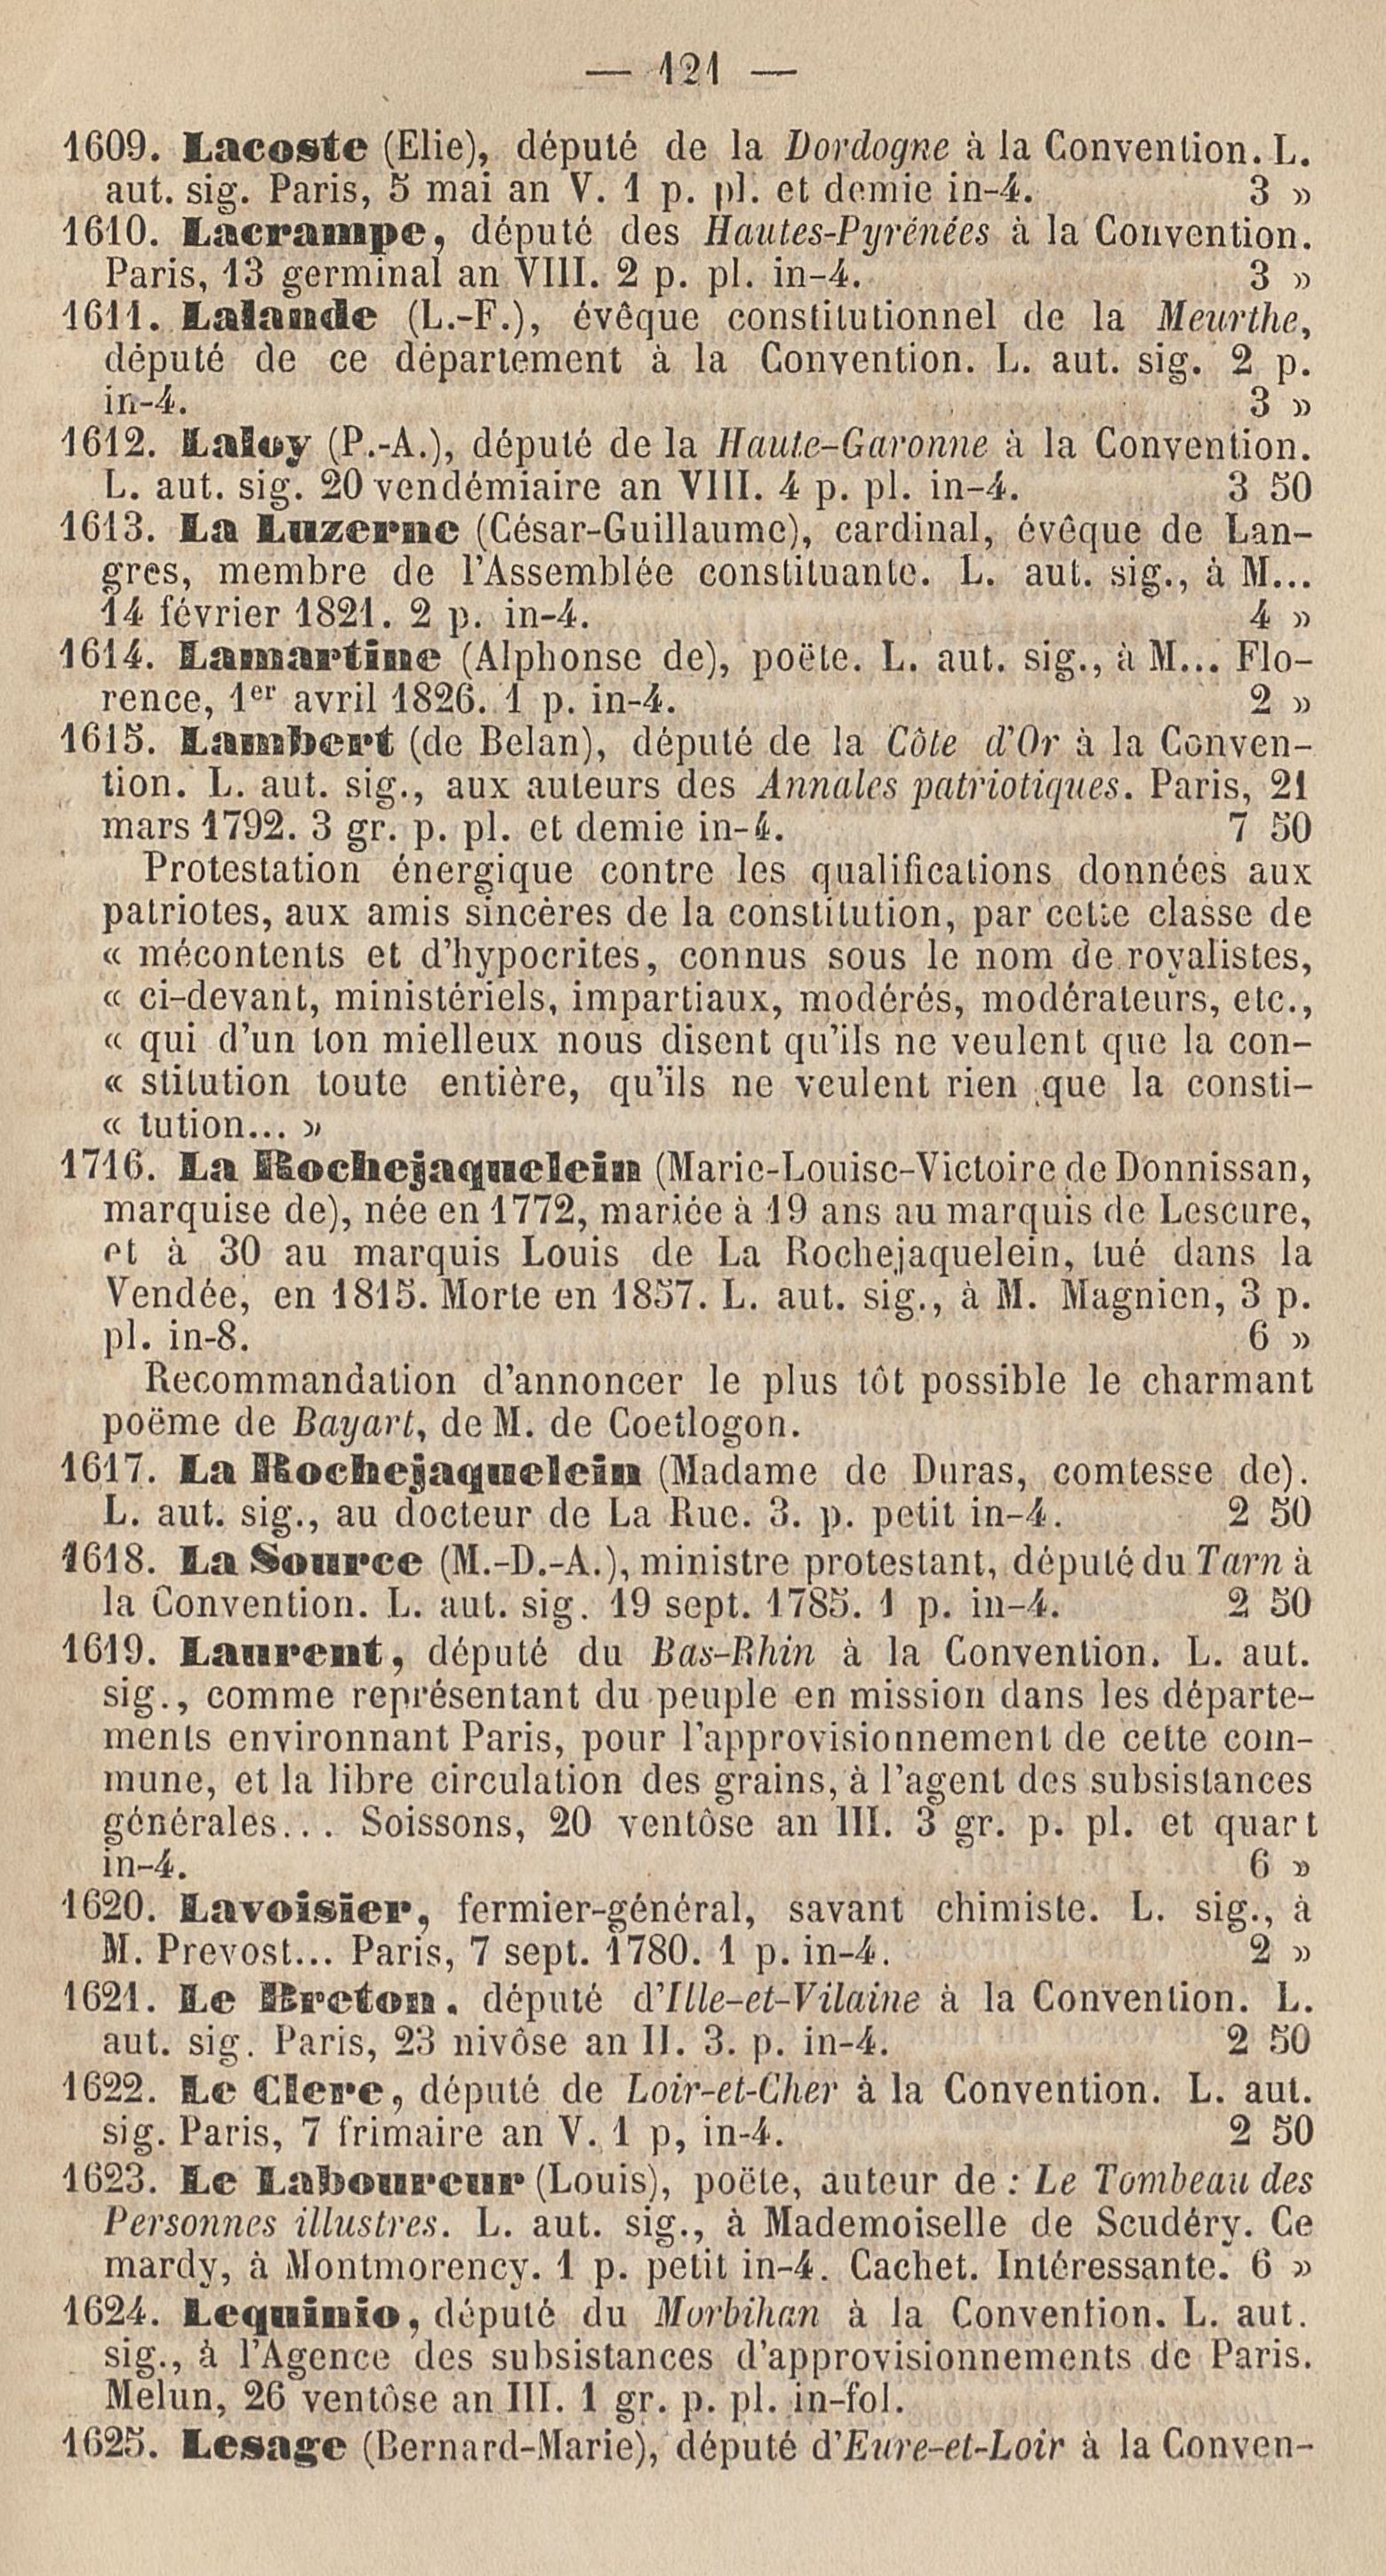 — 121 —
1609. Lacoste (Elie), député de la Dordogne à la Convention. L.
aut. sig. Paris, 5 mai an V. 1 p. pl. et demie in-4. 3 »
1610. Lacrampe, député des Hautes-Pyrénées à la Convention.
Paris, 13 germinal an VIII. 2 p. pl. in-4. 3 »
1611. Lalande (L.-F.), évêque constitutionnel de la Meurthe,
député de ce département à la Convention. L. aut. sig. 2 p.
in-4. 3 »
1612. Laloy (P.-A.), député de la Haute-Garonne à la Convention.
L. aut. sig. 20 vendémiaire an VIII. 4 p. pl. in-4. 3 50
1613. La Luzerne (César-Guillaume), cardinal, évêque de Lan-
gres, membre de l'Assemblée constituante. L. aut. sig., à M...
14 février 1821. 2 p. in-4. 4 »
1614. Lamartine (Alphonse de), poëte. L. aut. sig., à M... Flo-
rence, 1er avril 1826. 1 p. in-4. 2 »
1615. Lambert (de Belan), député de la Côte d'Or à la Conven-
tion. L. aut. sig., aux auteurs des Annales patriotiques. Paris, 21
mars 1792. 3 gr. p. pl. et demie in-4. 7 50
Protestation énergique contre les qualifications données aux
patriotes, aux amis sincères de la constitution, par cette classe de
« mécontents et d'hypocrites, connus sous le nom de royalistes,
« ci-devant, ministériels, impartiaux, modérés, modérateurs, etc.,
« qui d'un ton mielleux nous disent qu'ils ne veulent que la con-
« stitution toute entière, qu'ils ne veulent rien que la consti-
« tution... »
1716. La Rochejaquelein (Marie-Louise-Victoire de Donnissan,
marquise de), née en 1772, mariée à 19 ans au marquis de Lescure,
et à 30 au marquis Louis de La Rochejaquelein, tué dans la
Vendée, en 1815. Morte en 1857. L. aut. sig., à M. Magnien, 3 p.
pl. in-8. 6 »
Recommandation d'annoncer le plus tôt possible le charmant
poëme de Bayart, de M. de Coetlogon.
1617. La Rochejaquelein (Madame de Duras, comtesse de).
L. aut. sig., au docteur de La Rue. 3. p. petit in-4. 2 50
1618. La Source (M.-D.-A.), ministre protestant, député du Tarn à
la Convention. L. aut. sig. 19 sept. 1785. 1 p. in-4. 2 50
1619. Laurent, député du Bas-Rhin à la Convention. L. aut.
sig., comme représentant du peuple en mission dans les départe-
ments environnant Paris, pour l'approvisionnement de cette com-
mune, et la libre circulation des grains, à l'agent des subsistances
générales... Soissons, 20 ventôse an III. 3 gr. p. pl. et quart
in-4. 6 »
1620. Lavoisier, fermier-général, savant chimiste. L. sig., à
M. Prevost... Paris, 7 sept. 1780. 1 p. in-4. 2 »
1621. Le Breton. député d'Ille-et-Vilaine à la Convention. L.
aut. sig. Paris, 23 nivôse an II. 3. p. in-4. 2 50
1622. Le Clerc, député de Loir-et-Cher à la Convention. L. aut.
sig. Paris, 7 frimaire an V. 1 p, in-4. 2 50
1623. Le Laboureur (Louis), poëte, auteur de : Le Tombeau des
Personnes illustres. L. aut. sig., à Mademoiselle de Scudéry. Ce
mardy, à Montmorency. 1 p. petit in-4. Cachet. Intéressante. 6 »
1624. Lequinio, député du Morbihan à la Convention. L. aut.
sig., à l'Agence des subsistances d'approvisionnements de Paris.
Melun, 26 ventôse an III. 1 gr. p. pl. in-fol.
1625. Lesage (Bernard-Marie), député d'Eure-et-Loir à la Conven-